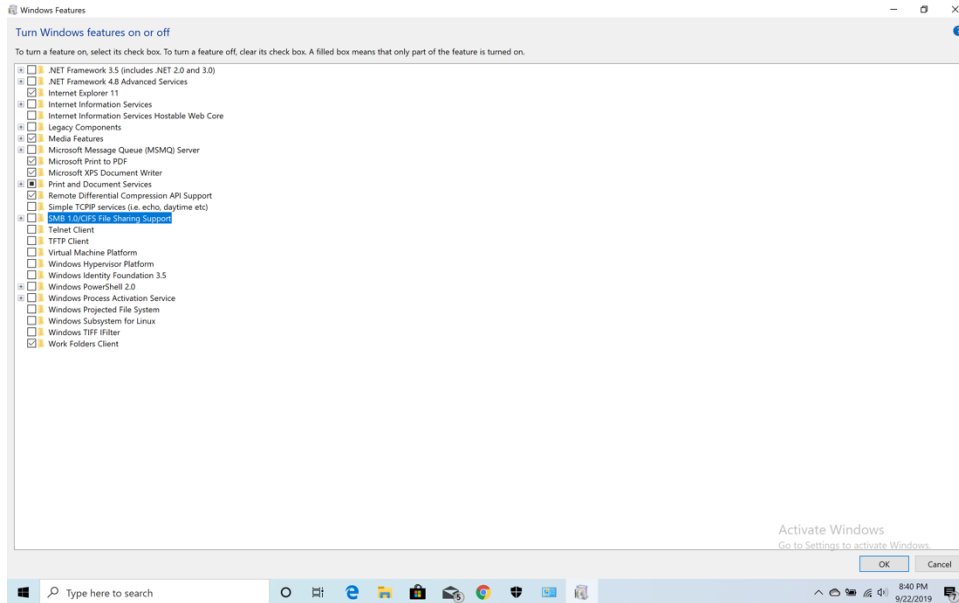 Windows Features
Turn Windows features on or off
To turn a feature on, select its check box. To turn a feature off, clear its check box. A filled box means that only part of the feature is turned on.
.NET Framework 3.5 (includes .NET 2.0 and 3.0)
.NET Framework 4.8 Advanced Services
Internet Explorer 11
Internet Information Services
Internet Information Services Hostable Web Core
Legacy Components
Media Features
Microsoft Message Queue (MSMQ) Server
Microsoft Print to PDF
Microsoft XPS Document Writer
Print and Document Services
Remote Differential Compression API Support
Simple TCPIP services (i.e. echo, daytime etc)
SMB 1.0/CIFS File Sharing Support
Telnet Client
TFTP Client
Virtual Machine Platform
Windows Hypervisor Platform
Windows Identity Foundation 3.5
Windows PowerShell 2.0
Windows Process Activation Service
Windows Projected File System
Windows Subsystem for Linux
Windows TIFF IFilter
Work Folders Client
Activate Windows
Go to Settings to activate Windows.
OK Cancel
Type here to search
5
8:40 PM
9/22/2019
7